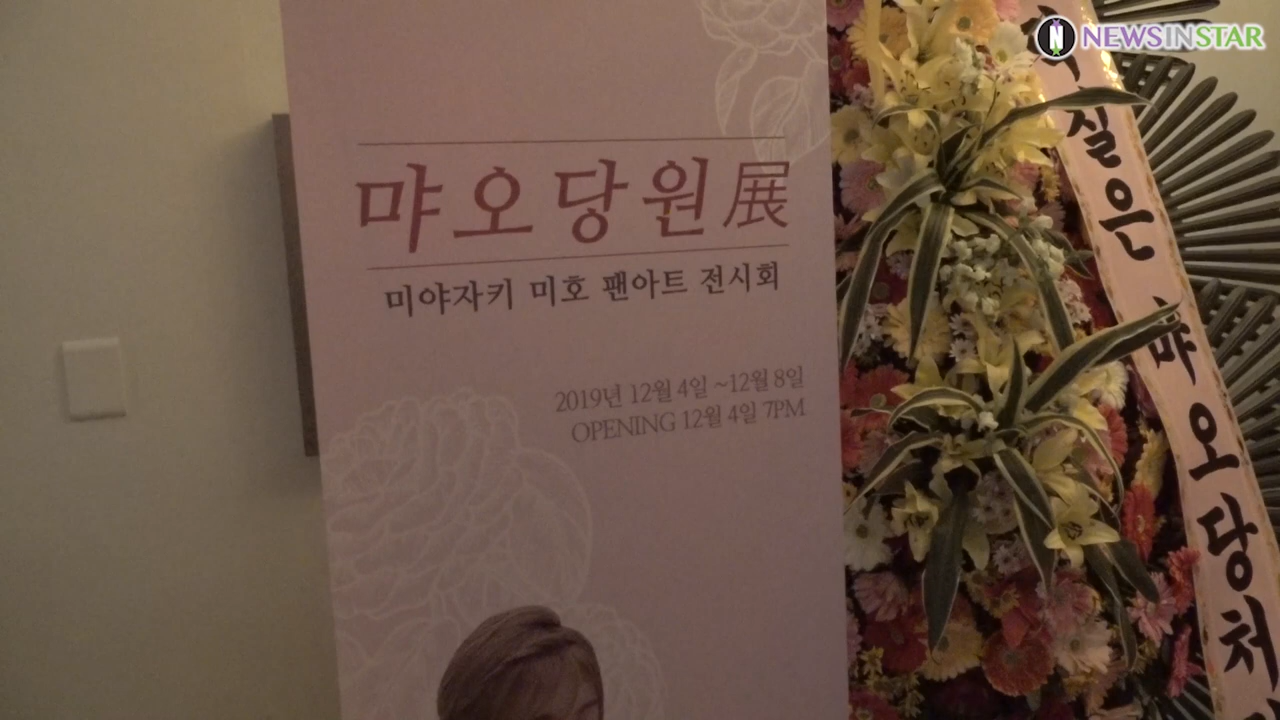 NEWSINSTAR
먀오당원展
미야자키 미호 팬아트 전시회
2019년 12월 4일 ~12월 8일
OPENING 12월 4일 7PM
실은 먀오당처